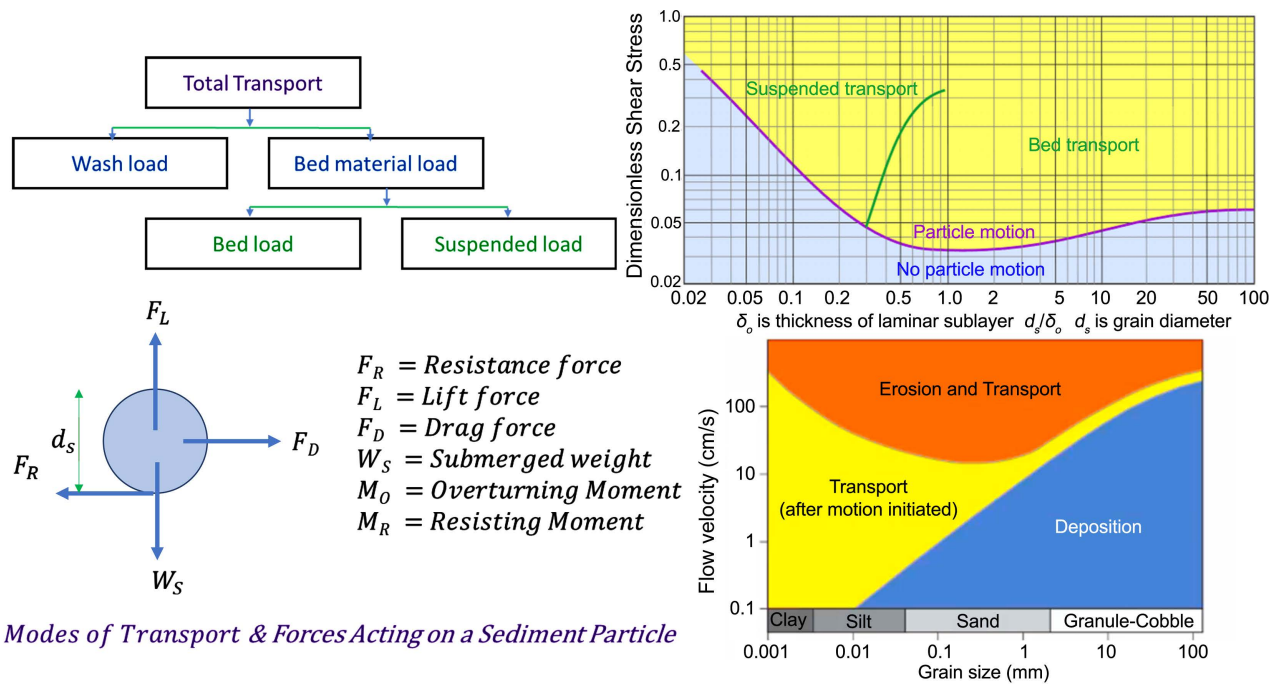 Total Transport
Wash load
Bed material load
Bed load
Suspended load
F_L
d_s
F_D
F_R
W_S
F_R = Resistance force
F_L = Lift force
F_D = Drag force
W_S = Submerged weight
M_O = Overturning Moment
M_R = Resisting Moment
Modes of Transport & Forces Acting on a Sediment Particle
Dimensionless Shear Stress
1.0
0.5
0.2
0.1
0.05
0.02
Suspended transport
Bed transport
Particle motion
No particle motion
0.02 0.05 0.1 0.2 0.5 1.0 2 5 10 20 50 100
δ_o is thickness of laminar sublayer d_s/δ_o d_s is grain diameter
Flow velocity (cm/s)
100
10
1
0.1
Erosion and Transport
Transport
(after motion initiated)
Deposition
Clay Silt Sand Granule-Cobble
0.001 0.01 0.1 1 10 100
Grain size (mm)